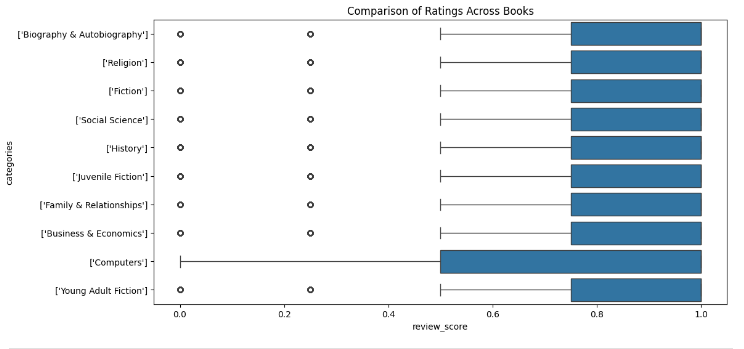 Comparison of Ratings Across Books
['Biography & Autobiography']
['Religion']
['Fiction']
['Social Science']
['History']
['Juvenile Fiction']
['Family & Relationships']
['Business & Economics']
['Computers']
['Young Adult Fiction']
categories
0.0 0.2 0.4 0.6 0.8 1.0
review_score